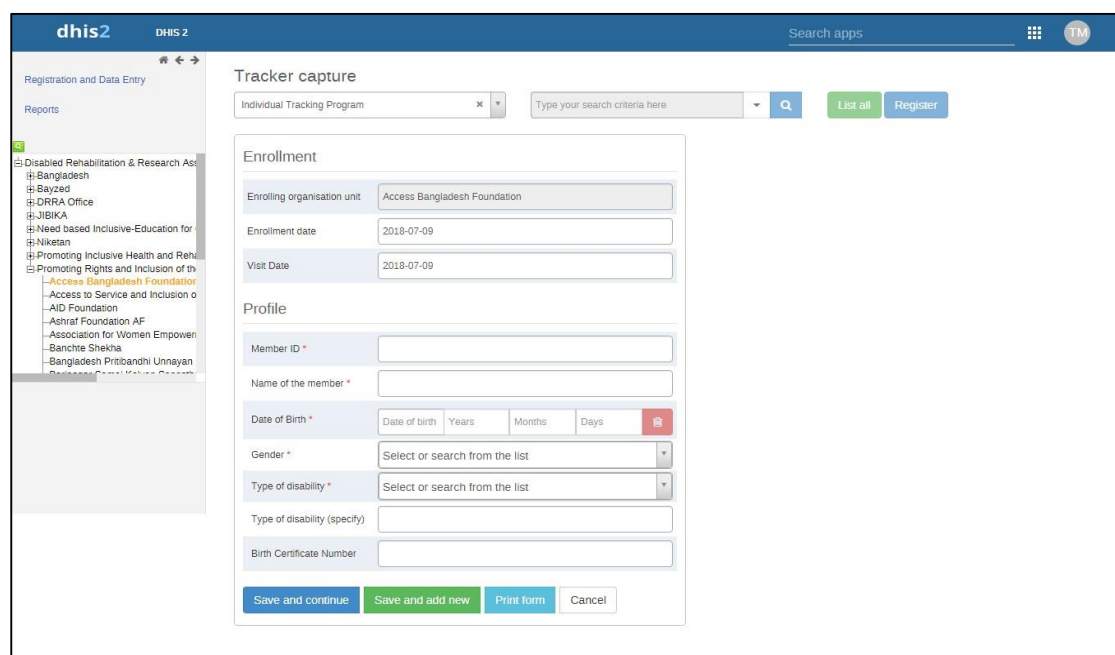 dhis2 DHIS 2 Search apps TM
Registration and Data Entry
Reports
Disabled Rehabilitation & Research Ass
Bangladesh
Bayzed
DRRA Office
JIBIKA
Need based Inclusive-Education for
Niketan
Promoting Inclusive Health and Reha
Promoting Rights and Inclusion of th
Access Bangladesh Foundation
Access to Service and Inclusion o
AID Foundation
Ashraf Foundation AF
Association for Women Empower
Banchte Shekha
Bangladesh Pritibandhi Unnayan
Tracker capture
Individual Tracking Program Type your search criteria here List all Register
Enrollment
Enrolling organisation unit Access Bangladesh Foundation
Enrollment date 2018-07-09
Visit Date 2018-07-09
Profile
Member ID *
Name of the member *
Date of Birth * Date of birth Years Months Days
Gender * Select or search from the list
Type of disability * Select or search from the list
Type of disability (specify)
Birth Certificate Number
Save and continue Save and add new Print form Cancel